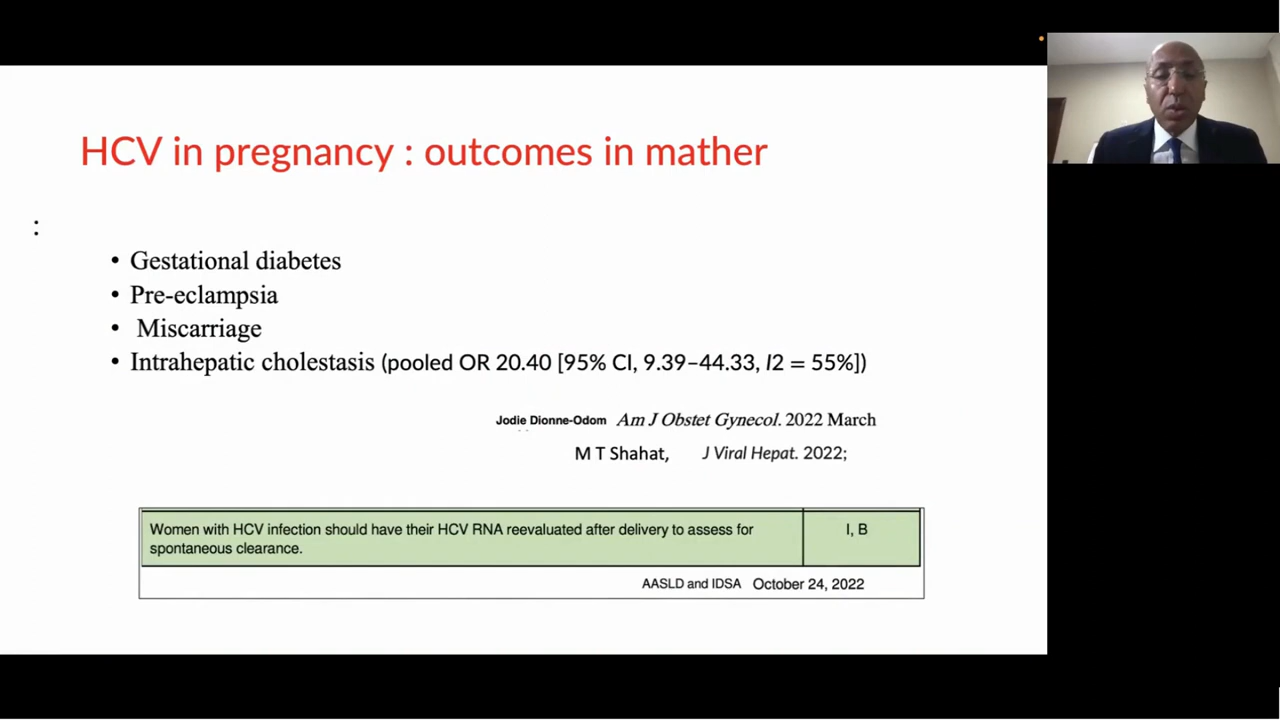 HCV in pregnancy : outcomes in mather
:
• Gestational diabetes
• Pre-eclampsia
• Miscarriage
• Intrahepatic cholestasis (pooled OR 20.40 [95% CI, 9.39–44.33, I2 = 55%])
Jodie Dionne-Odom Am J Obstet Gynecol. 2022 March
M T Shahat, J Viral Hepat. 2022;
Women with HCV infection should have their HCV RNA reevaluated after delivery to assess for I, B
spontaneous clearance.
AASLD and IDSA October 24, 2022